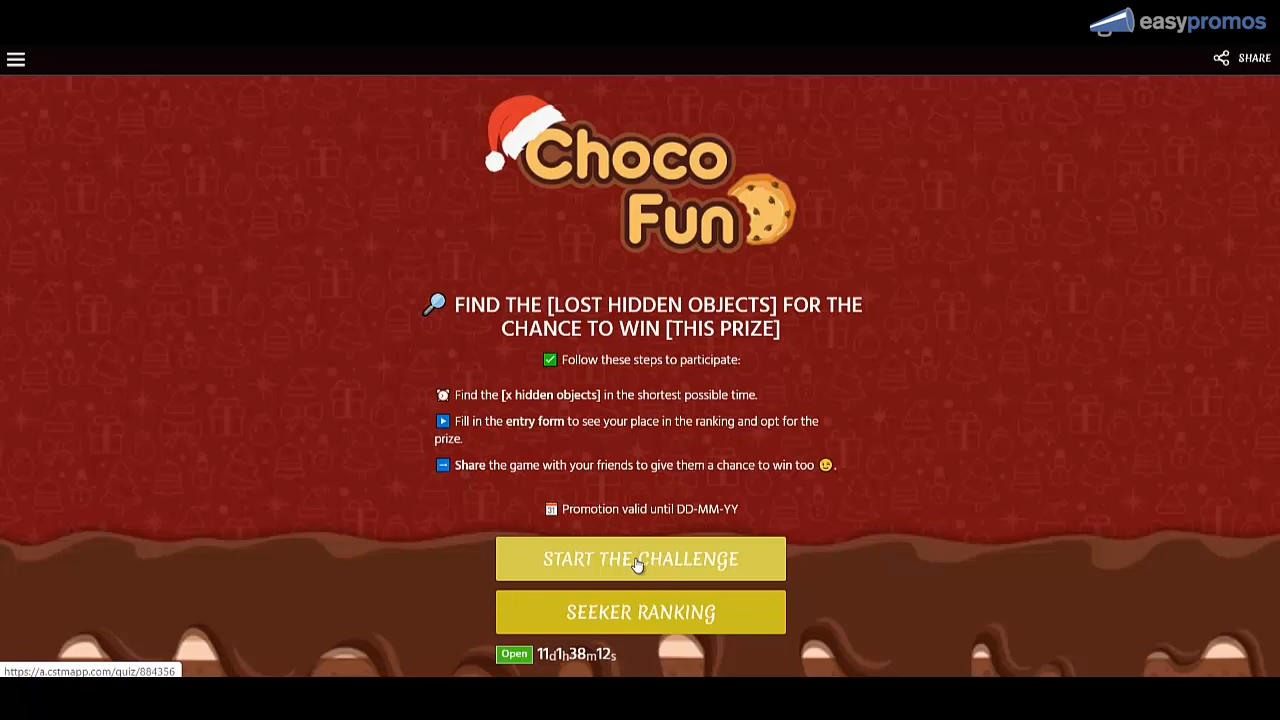 easypromos
SHARE
Choco
Fun
FIND THE [LOST HIDDEN OBJECTS] FOR THE
CHANCE TO WIN [THIS PRIZE]
Follow these steps to participate:
Find the [x hidden objects] in the shortest possible time.
Fill in the entry form to see your place in the ranking and opt for the
prize.
Share the game with your friends to give them a chance to win too 😉.
Promotion valid until DD-MM-YY
START THE CHALLENGE
SEEKER RANKING
Open 11d1h38m12s
https://a.cstmapp.com/quiz/884356